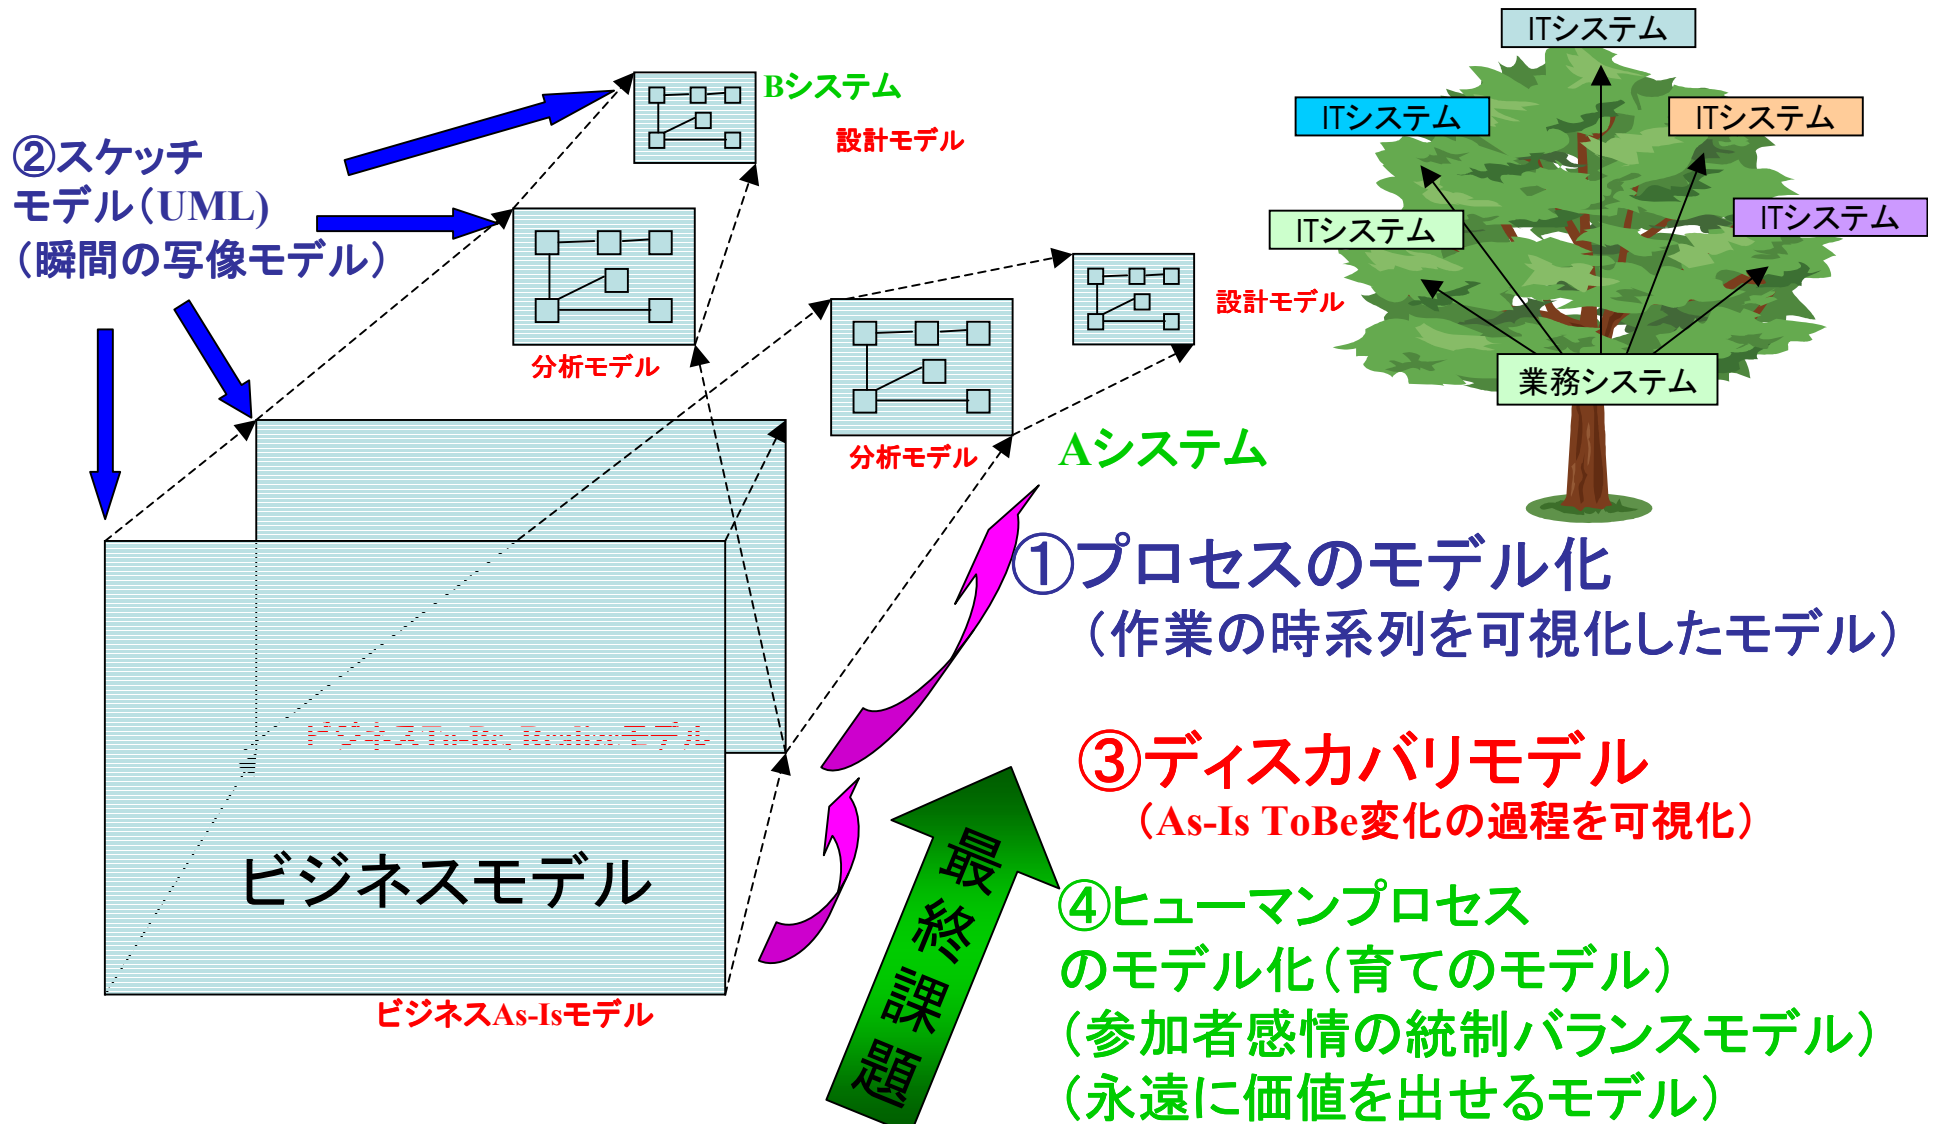 ITシステム
Bシステム
ITシステム
ITシステム
設計モデル
②スケッチ
モデル(UML)
(瞬間の写像モデル)
ITシステム
ITシステム
設計モデル
分析モデル
業務システム
分析モデル
Aシステム
①プロセスのモデル化
(作業の時系列を可視化したモデル)
③ディスカバリモデル
(As-Is ToBe変化の過程を可視化)
ビジネスモデル
最終課題
④ヒューマンプロセス
のモデル化(育てのモデル)
ビジネスAs-Isモデル
(参加者感情の統制バランスモデル)
(永遠に価値を出せるモデル)